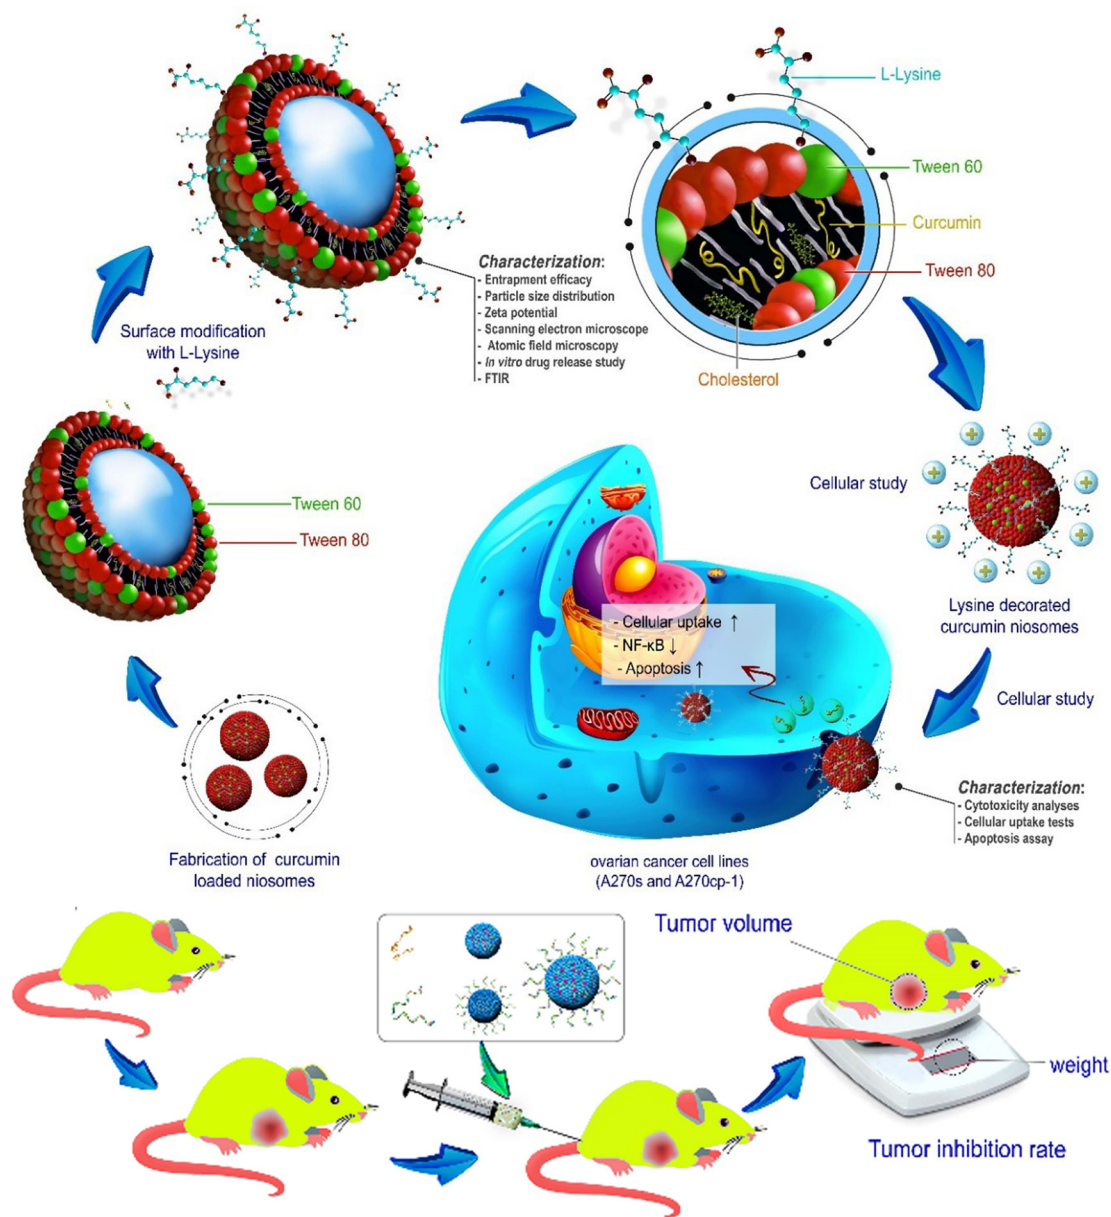 L-Lysine
Tween 60
Curcumin
Tween 80
Cholesterol
Characterization:
- Entrapment efficacy
- Particle size distribution
- Zeta potential
- Scanning electron microscope
- Atomic field microscopy
- In vitro drug release study
- FTIR
Surface modification
with L-Lysine
Tween 60
Tween 80
Cellular study
Lysine decorated
curcumin niosomes
- Cellular uptake ↑
- NF-κB ↓
- Apoptosis ↑
Cellular study
Characterization:
- Cytotoxicity analyses
- Cellular uptake tests
- Apoptosis assay
Fabrication of curcumin
loaded niosomes
ovarian cancer cell lines
(A270s and A270cp-1)
Tumor volume
weight
Tumor inhibition rate